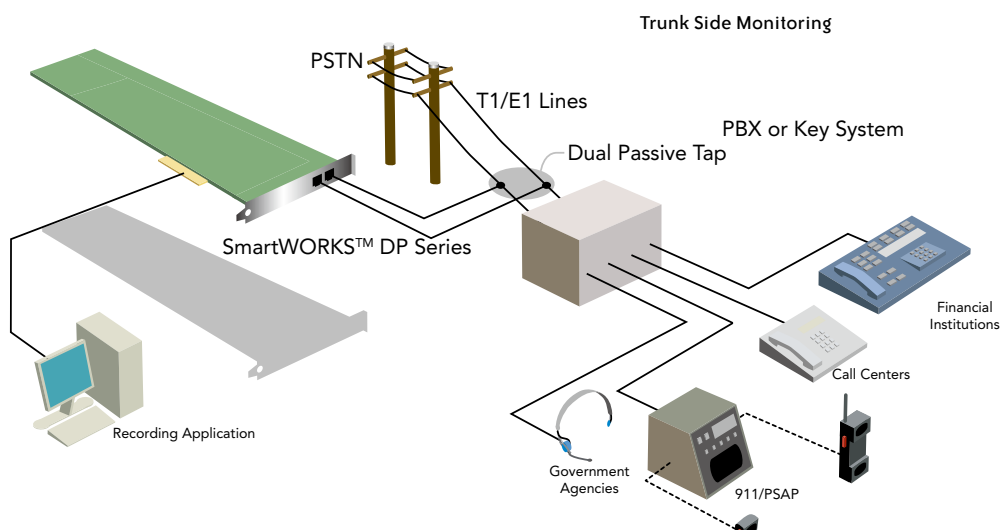 Trunk Side Monitoring
PSTN
T1/E1 Lines
PBX or Key System
Dual Passive Tap
SmartWORKS™ DP Series
Financial
Institutions
Call Centers
Recording Application
Government
Agencies
911/PSAP